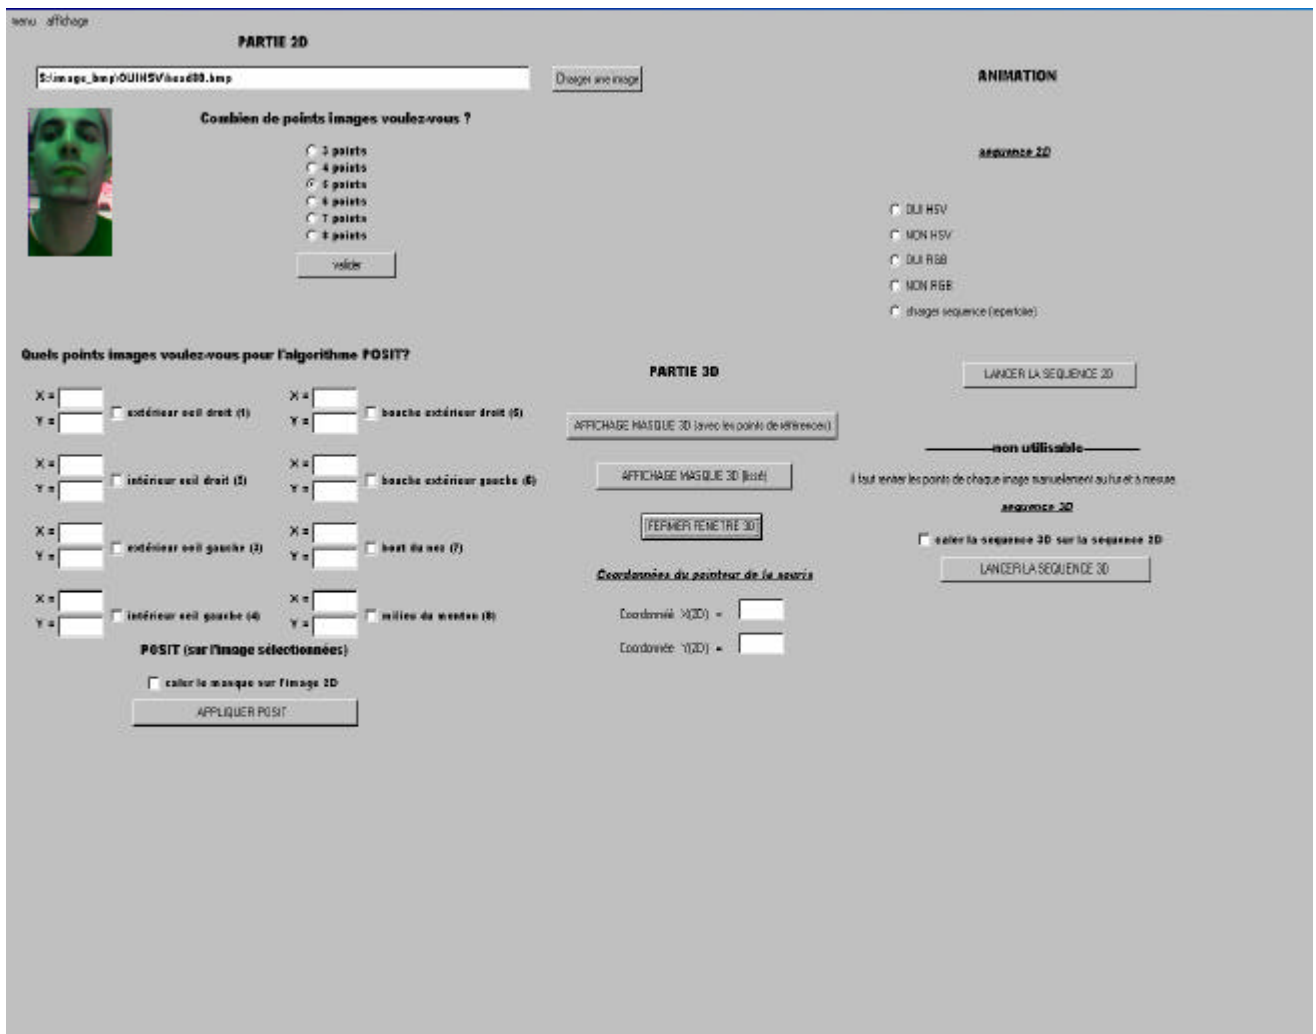 menu affichage
PARTIE 2D
Charger une image
Combien de points images voulez-vous ?
3 points
4 points
5 points
6 points
7 points
8 points
valider
Quels points images voulez-vous pour l'algorithme POSIT?
X =
Y =
extérieur oeil droit (1)
X =
Y =
bouche extérieur droit (5)
X =
Y =
intérieur oeil droit
X =
Y =
bouche extérieur gauche (6)
X =
Y =
extérieur oeil gauche (3)
X =
Y =
bout du nez (7)
X =
Y =
intérieur oeil gauche (4)
X =
Y =
milieu du menton (8)
POSIT (sur l'image sélectionnées)
caler le masque sur l'image 2D
APPLIQUER POSIT
PARTIE 3D
AFFICHAGE MASQUE 3D (avec les points de références)
AFFICHAGE MASQUE 3D (lissé)
FERMER FENETRE 3D
Coordonnées du pointeur de la souris
Coordonnée X(2D) =
Coordonnée Y(2D) =
ANIMATION
sequence 2D
OUI HSV
NON HSV
OUI RGB
NON RGB
charger sequence (repertoire)
LANCER LA SEQUENCE 2D
non utilisable
il faut rentrer les points de chaque image manuelement au fur et à mesure.
sequence 3D
caler la sequence 3D sur la sequence 2D
LANCER LA SEQUENCE 3D